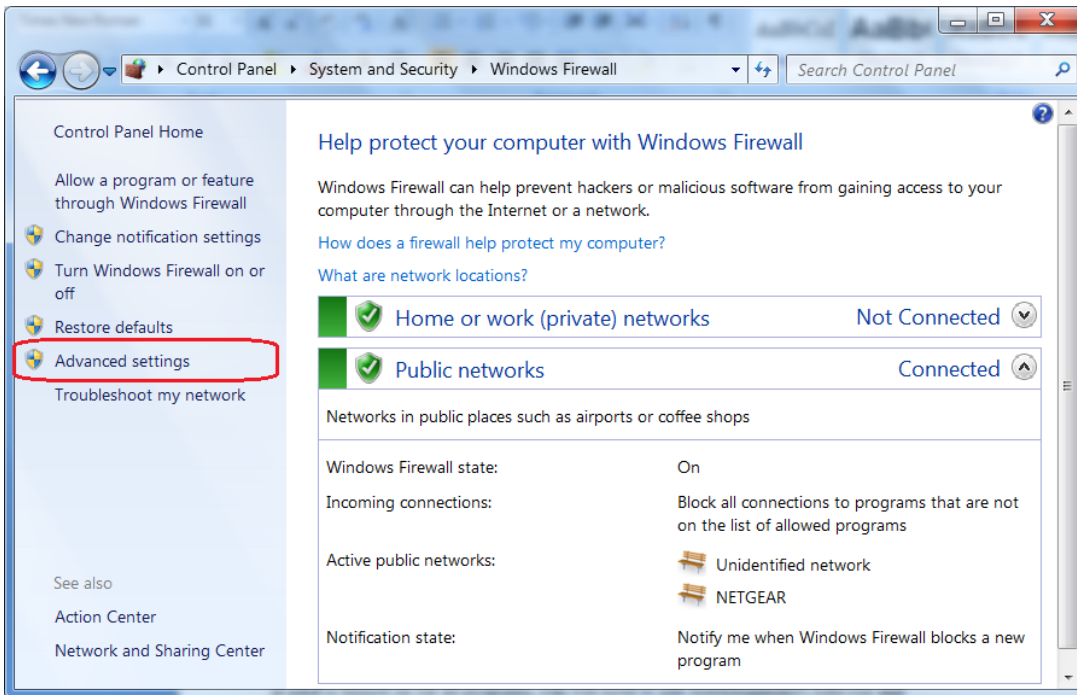 Control Panel
System and Security
Windows Firewall
Search Control Panel
Control Panel Home
Allow a program or feature
through Windows Firewall
Change notification settings
Turn Windows Firewall on or
off
Restore defaults
Advanced settings
Troubleshoot my network
See also
Action Center
Network and Sharing Center
Help protect your computer with Windows Firewall
Windows Firewall can help prevent hackers or malicious software from gaining access to your
computer through the Internet or a network.
How does a firewall help protect my computer?
What are network locations?
Home or work (private) networks Not Connected
Public networks Connected
Networks in public places such as airports or coffee shops
Windows Firewall state: On
Incoming connections: Block all connections to programs that are not
on the list of allowed programs
Active public networks: Unidentified network
NETGEAR
Notification state: Notify me when Windows Firewall blocks a new
program